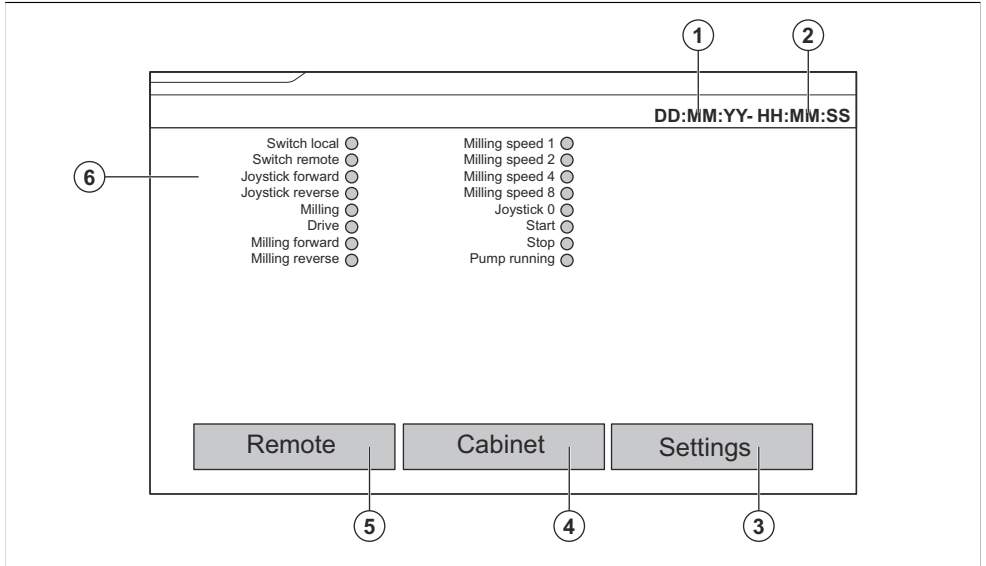 1 2
DD:MM:YY- HH:MM:SS
Switch local
Switch remote
Joystick forward
Joystick reverse
Milling
Drive
Milling forward
Milling reverse
Milling speed 1
Milling speed 2
Milling speed 4
Milling speed 8
Joystick 0
Start
Stop
Pump running
6
Remote Cabinet Settings
5 4 3